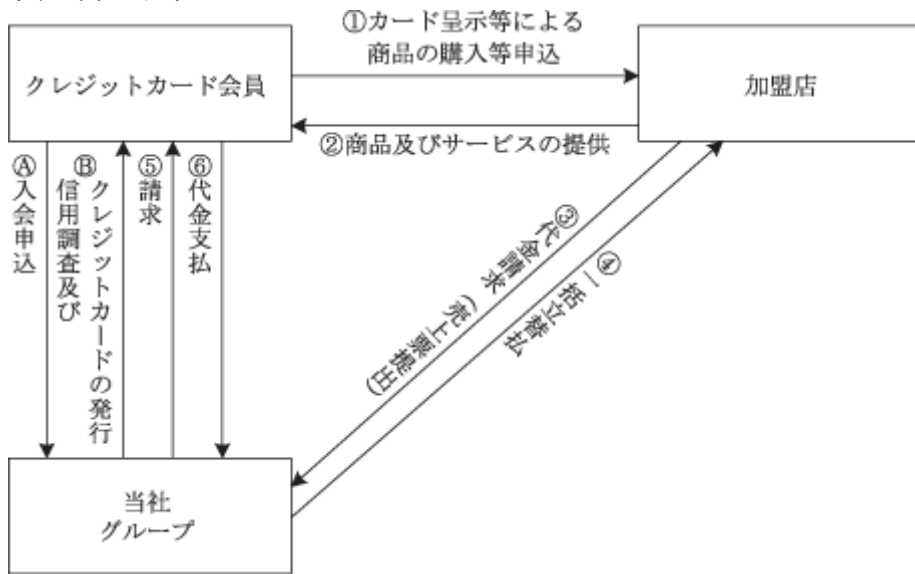 ①カード呈示等による
商品の購入等申込
クレジットカード会員
加盟店
②商品及びサービスの提供
Ⓐ入会申込
Ⓑ信用調査及び
クレジットカードの発行
⑤請求
⑥代金支払
③代金請求(売上票提出)
④一括立替払
当社
グループ